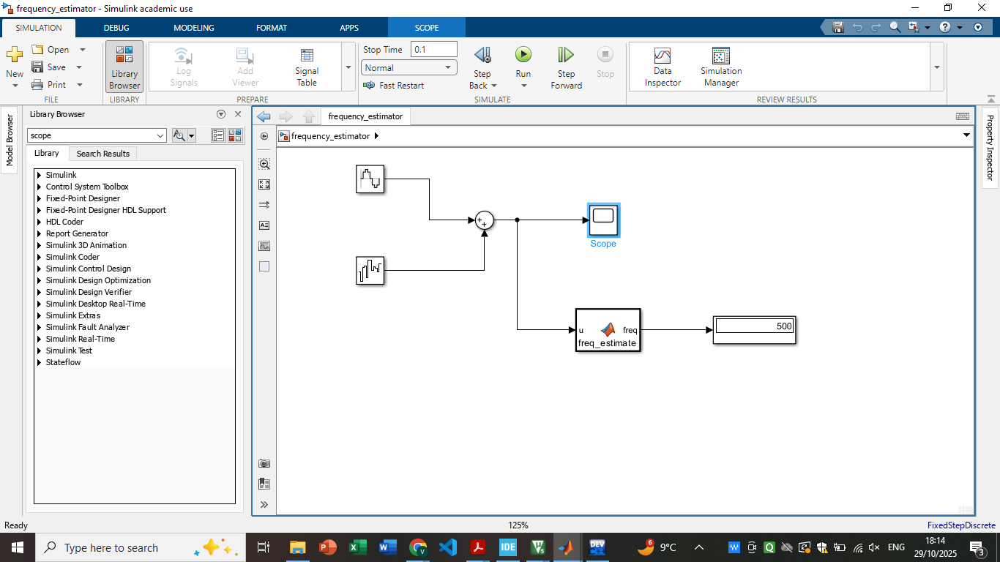 frequency_estimator - Simulink academic use
SIMULATION DEBUG MODELING FORMAT APPS SCOPE
New
Open
Save
Print
FILE
Library
Browser
LIBRARY
Log
Signals
Add
Viewer
Signal
Table
PREPARE
Stop Time 0.1
Normal
Fast Restart
Step
Back
Run
Step
Forward
Stop
SIMULATE
Data
Inspector
Simulation
Manager
REVIEW RESULTS
Model Browser
Library Browser
scope
Library Search Results
Simulink
Control System Toolbox
Fixed-Point Designer
Fixed-Point Designer HDL Support
HDL Coder
Report Generator
Simulink 3D Animation
Simulink Coder
Simulink Control Design
Simulink Design Optimization
Simulink Design Verifier
Simulink Desktop Real-Time
Simulink Extras
Simulink Fault Analyzer
Simulink Real-Time
Simulink Test
Stateflow
frequency_estimator
frequency_estimator
Scope
u freq
freq_estimate
500
Property Inspector
Ready 125% FixedStepDiscrete
Type here to search
IDE
DEV
6
9°C
ENG
18:14
29/10/2025
3